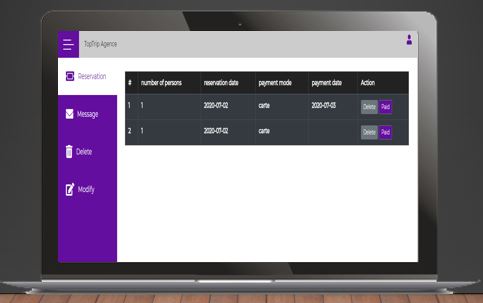 TopTrip Agence
Reservation
Message
Delete
Modify
# number of persons reservation date payment mode payment date Action
1 1 2020-07-02 carte 2020-07-03 Delete Paid
2 1 2020-07-02 carte Delete Paid